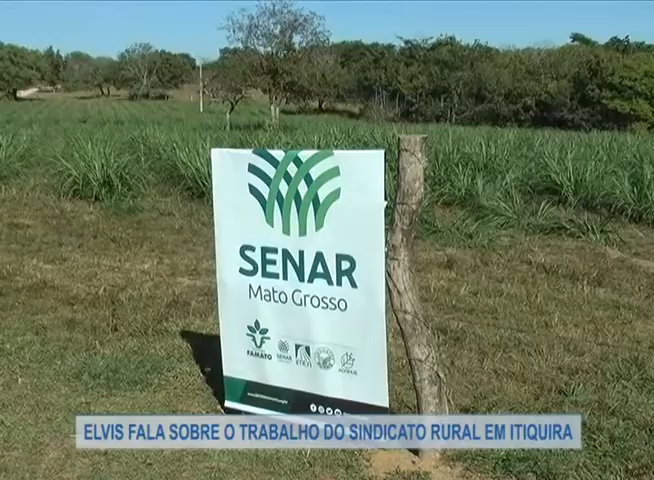 SENAR
Mato Grosso
FAMATO
SENAR
ELVIS FALA SOBRE O TRABALHO DO SINDICATO RURAL EM ITIQUIRA